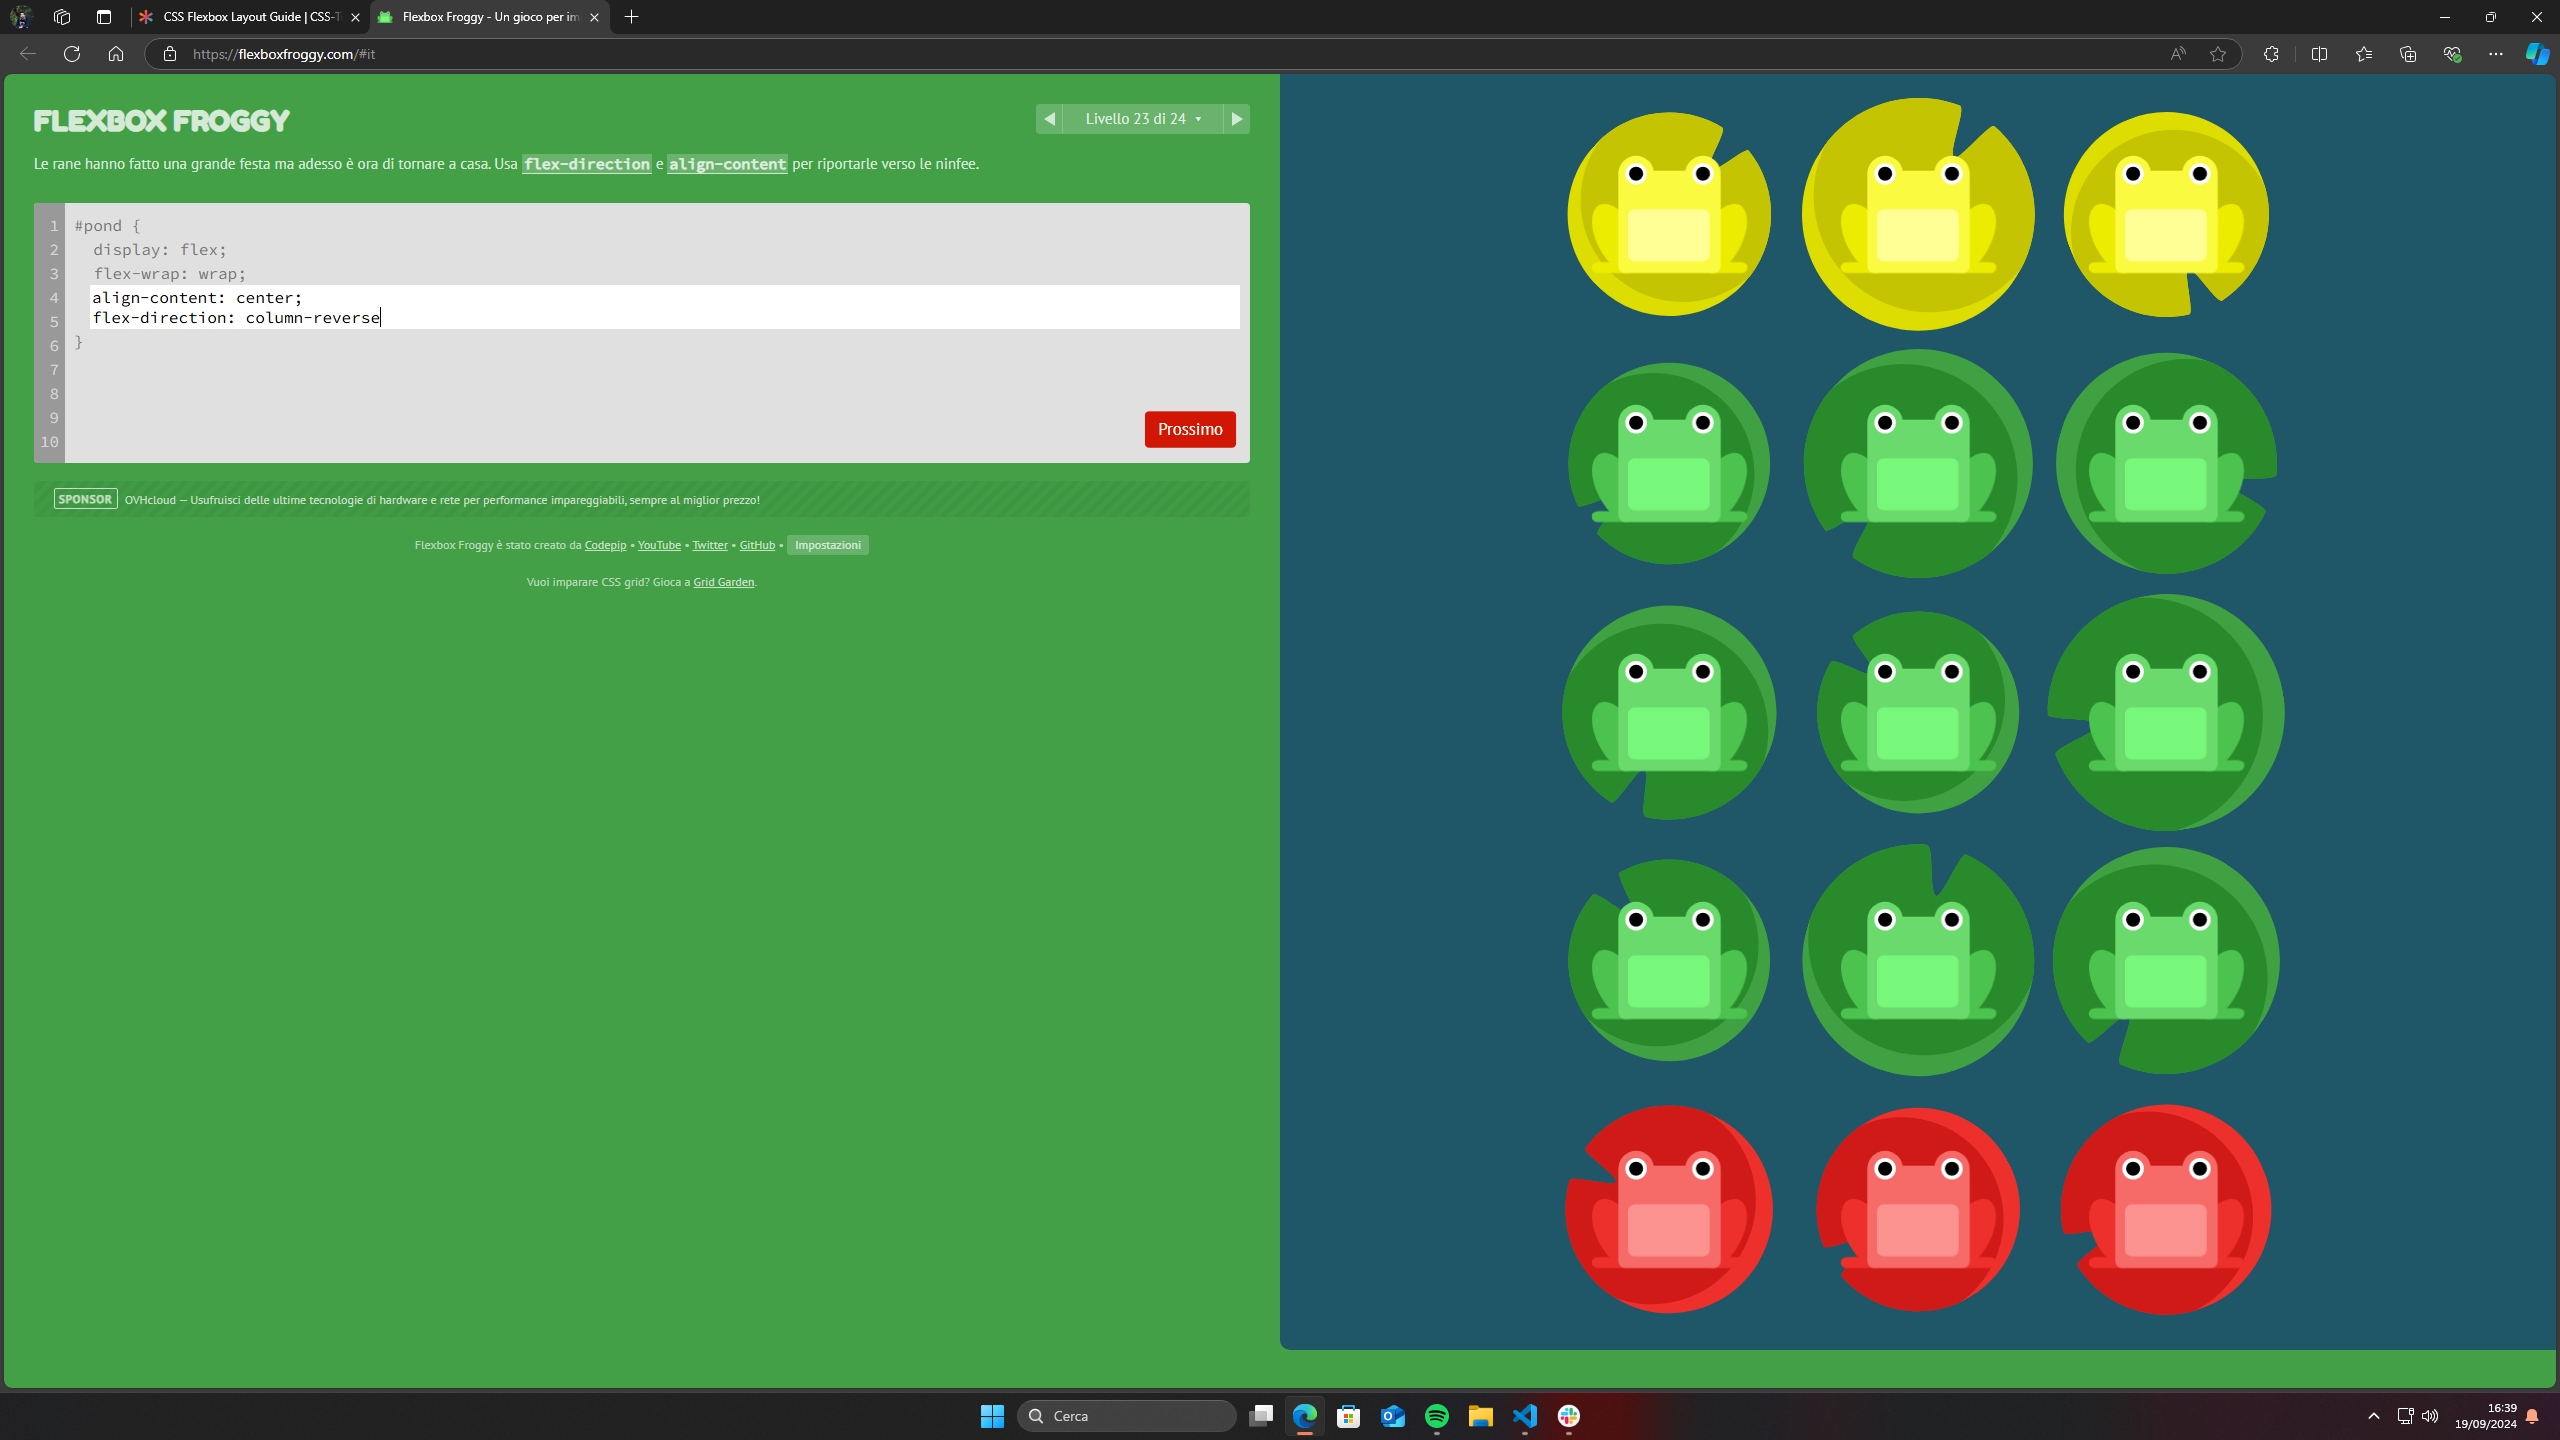 CSS Flexbox Layout Guide | CSS-T
Flexbox Froggy - Un gioco per im
https://flexboxfroggy.com/#it
FLEXBOX FROGGY
Livello 23 di 24
Le rane hanno fatto una grande festa ma adesso è ora di tornare a casa. Usa flex-direction e align-content per riportarle verso le ninfee.
1 #pond {
2 display: flex;
3 flex-wrap: wrap;
4 align-content: center;
5 flex-direction: column-reverse
6 }
7
8
9
10
Prossimo
SPONSOR OVHcloud — Usufruisci delle ultime tecnologie di hardware e rete per performance impareggiabili, sempre al miglior prezzo!
Flexbox Froggy è stato creato da Codepip • YouTube • Twitter • GitHub • Impostazioni
Vuoi imparare CSS grid? Gioca a Grid Garden.
Cerca
16:39
19/09/2024